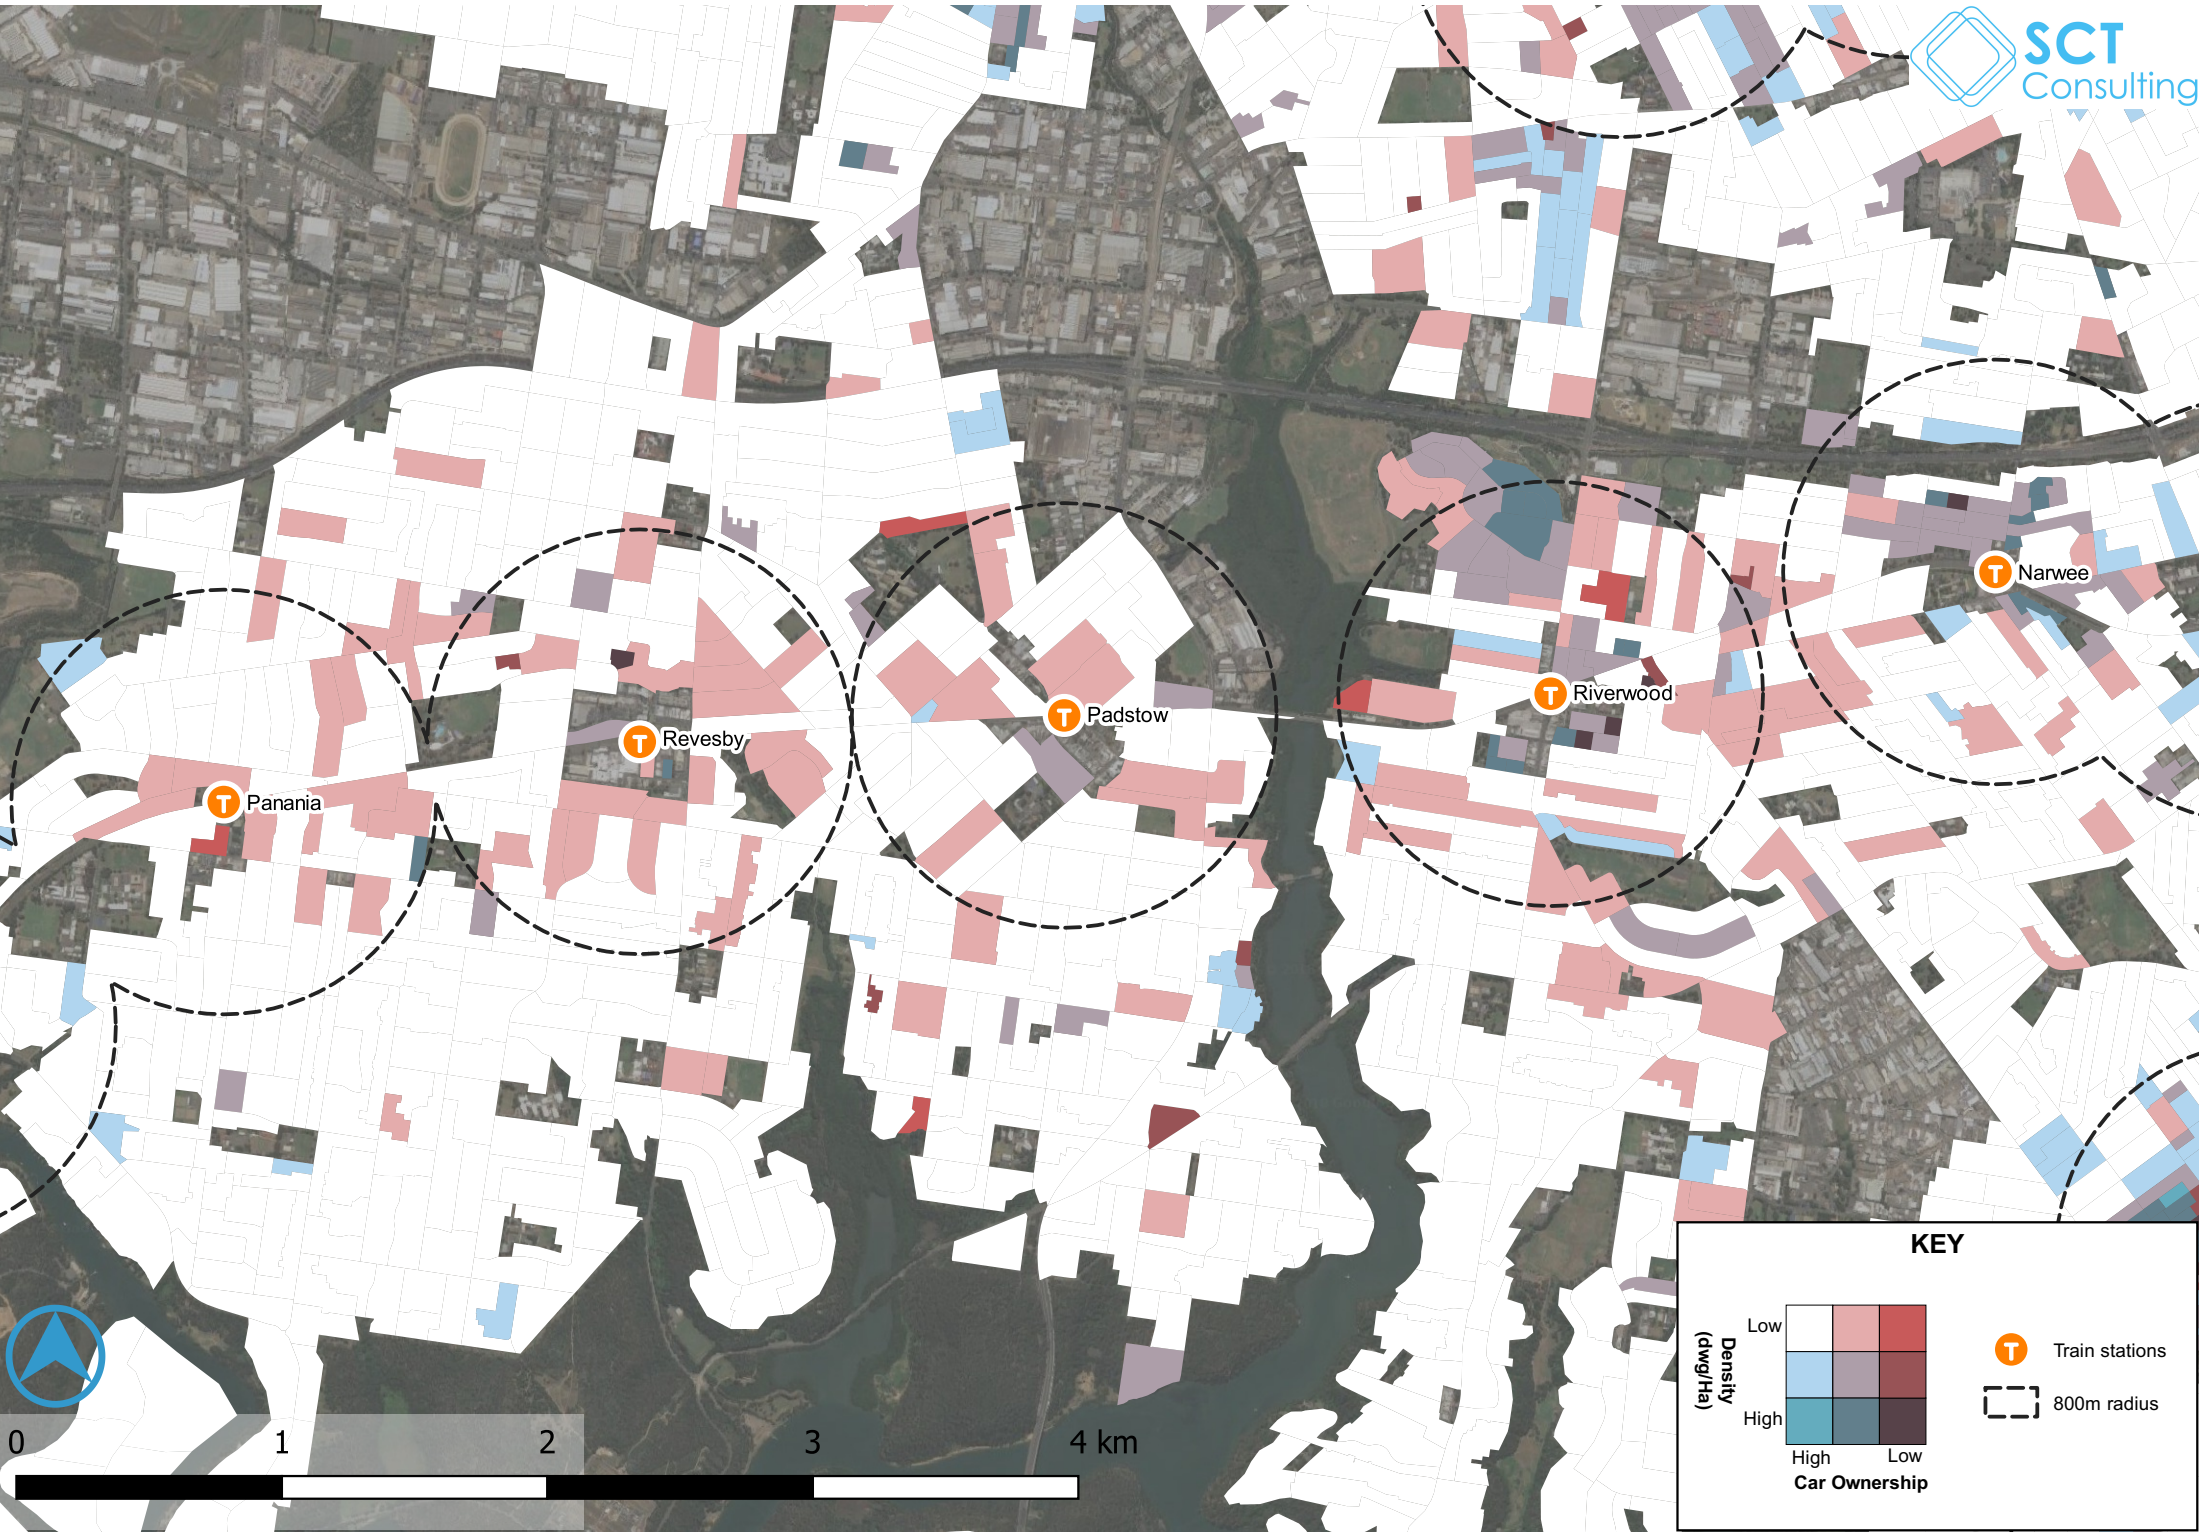 SCT
Consulting
Narwee
Riverwood
Padstow
Revesby
Panania
KEY
Low
High
Density
(dwg/Ha)
High
Low
Car Ownership
T Train stations
800m radius
0 1 2 3 4 km
T
T
T
T
T